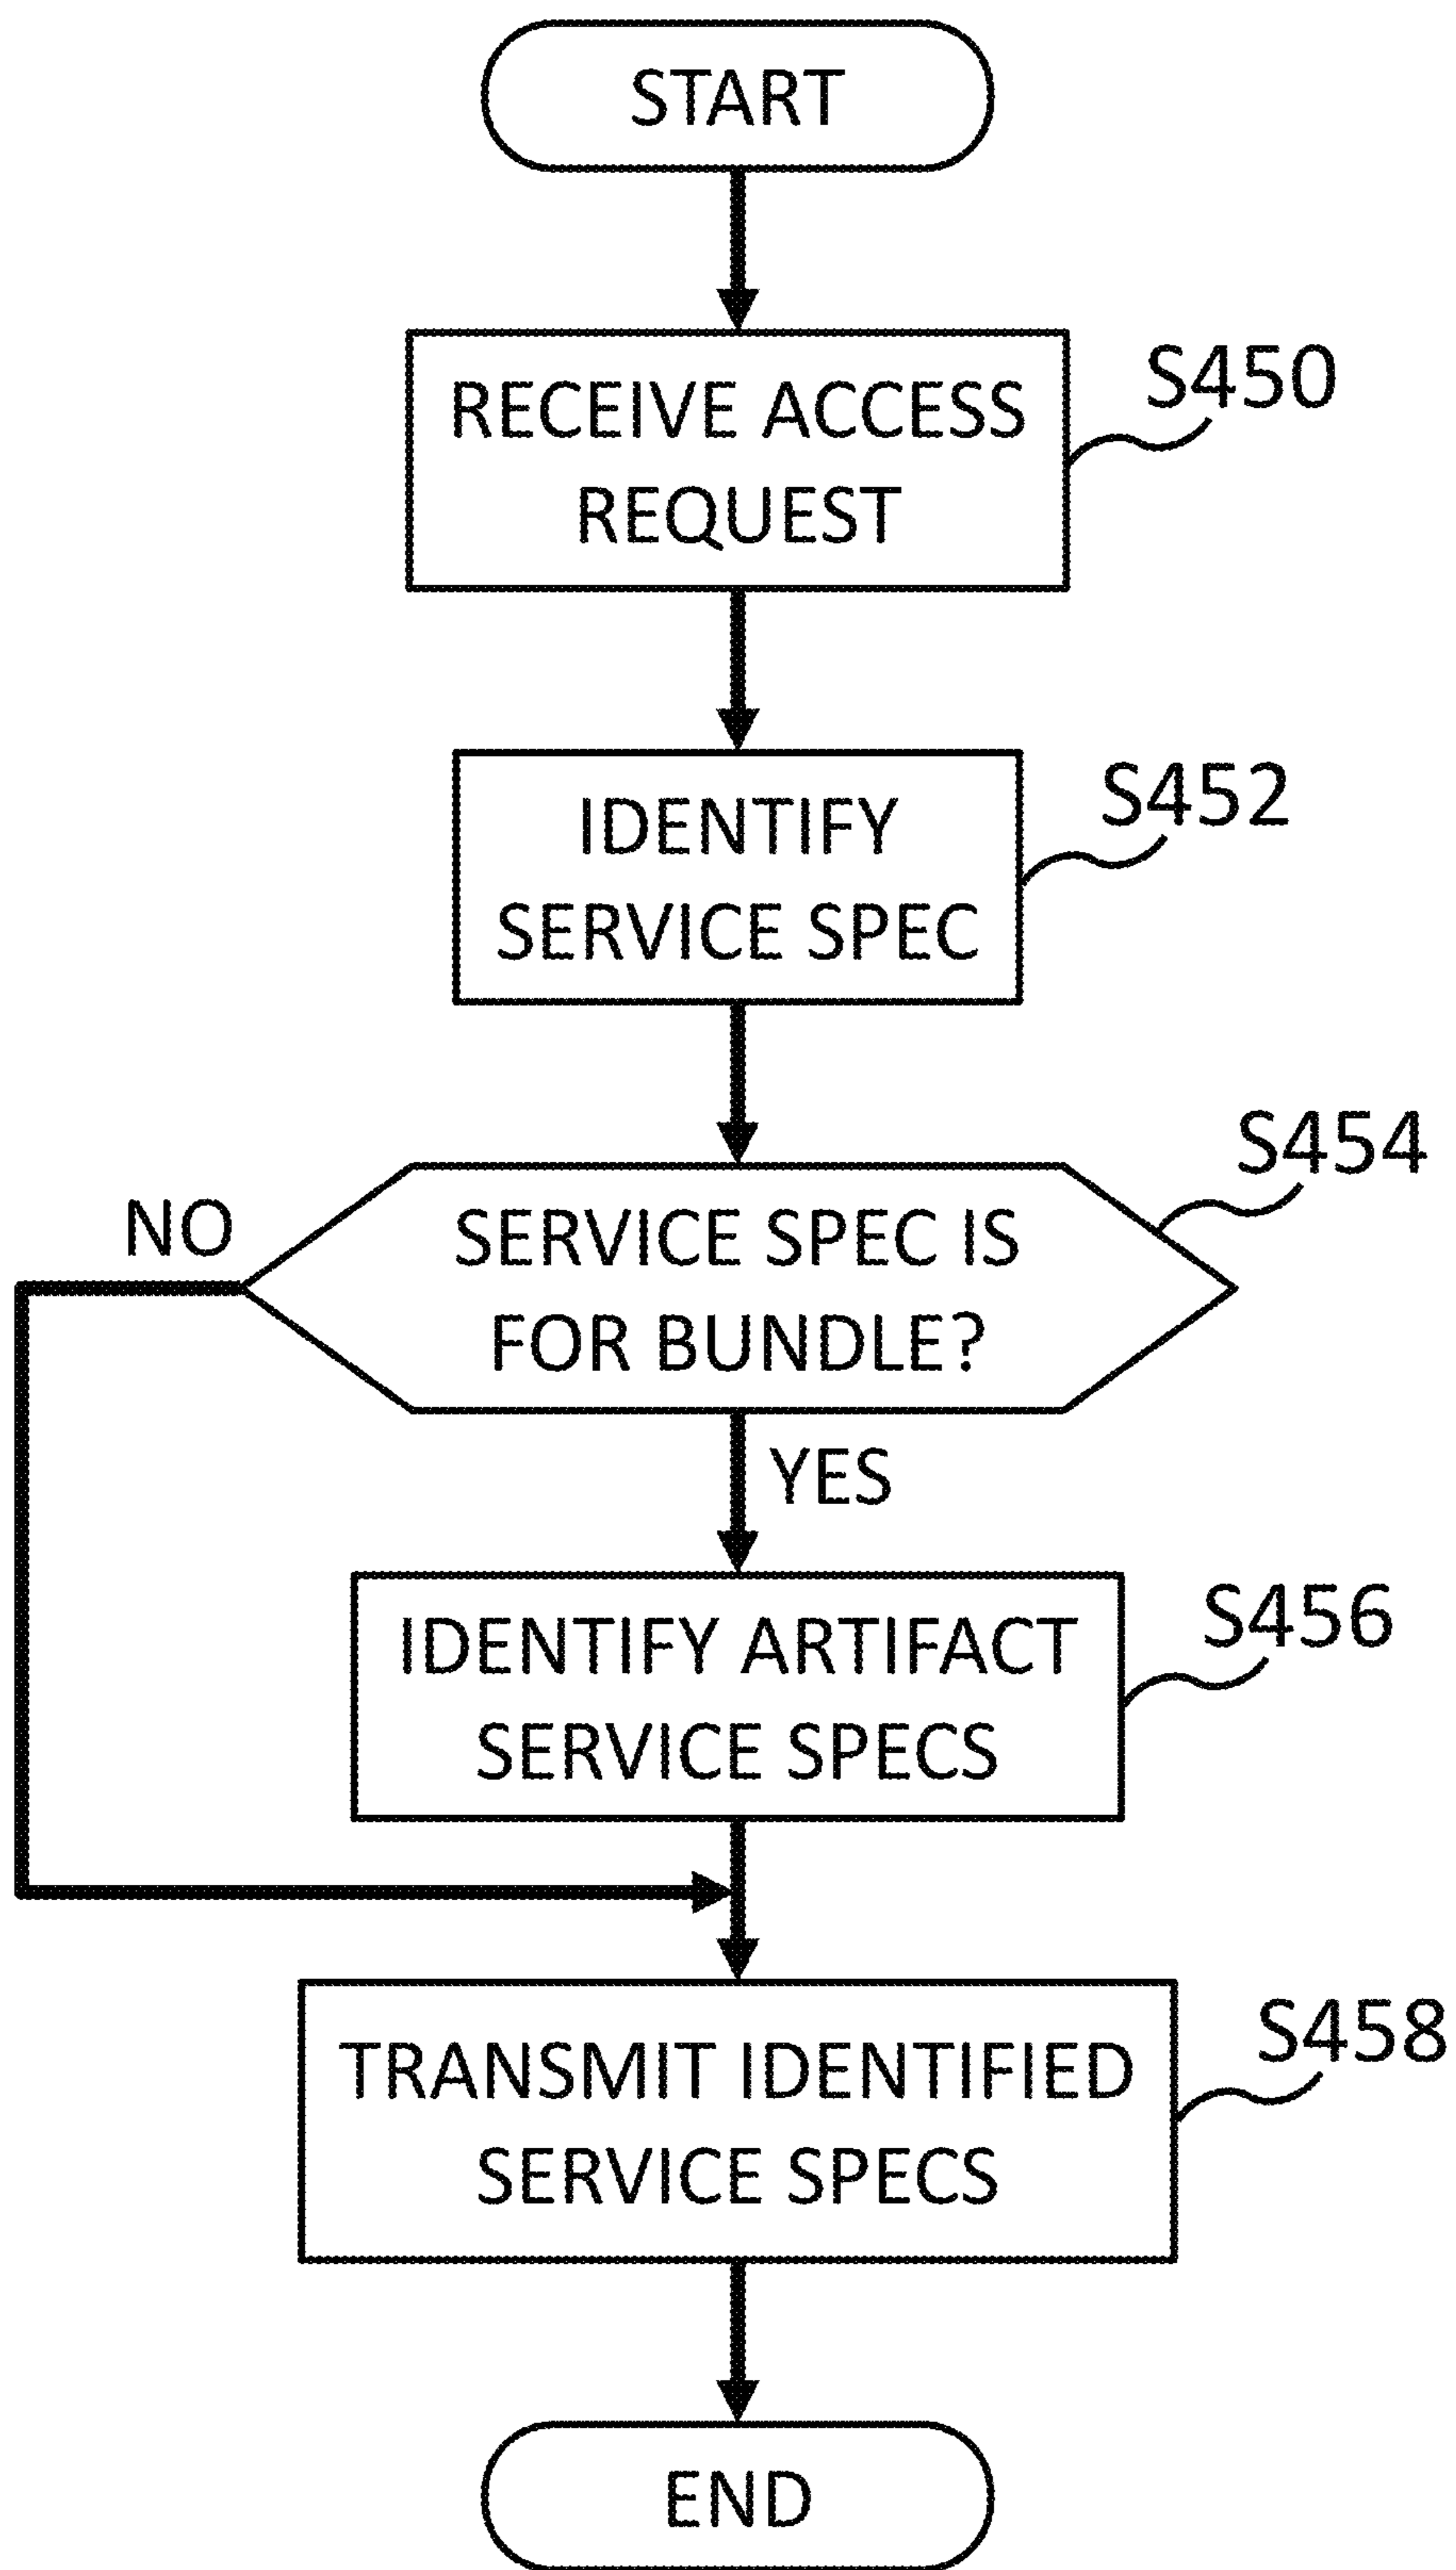 START
RECEIVE ACCESS
REQUEST
S450
IDENTIFY
SERVICE SPEC
S452
SERVICE SPEC IS
FOR BUNDLE?
S454
NO
YES
IDENTIFY ARTIFACT
SERVICE SPECS
S456
TRANSMIT IDENTIFIED
SERVICE SPECS
S458
END